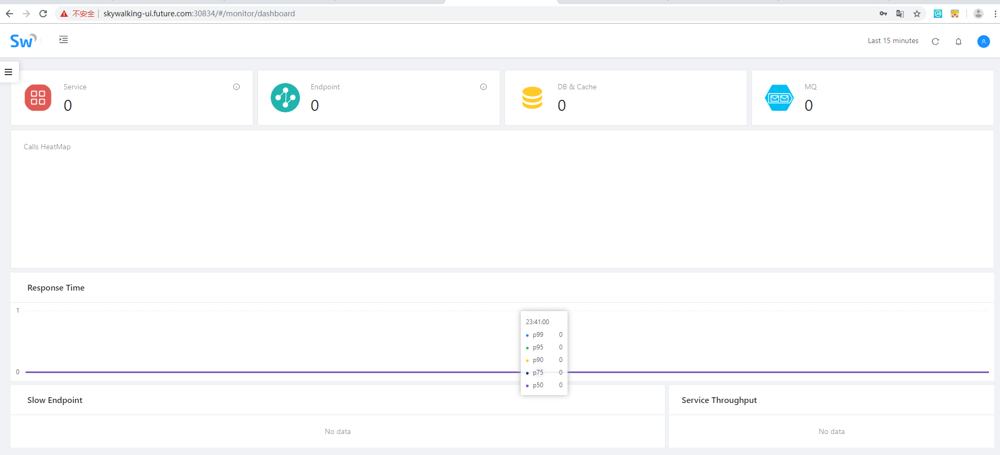 不安全 skywalking-ui.future.com:30834/#/monitor/dashboard
Sw
Last 15 minutes
Service
0
Endpoint
0
DB & Cache
0
MQ
0
Calls HeatMap
Response Time
1
0
23:41:00
p99 0
p95 0
p90 0
p75 0
p50 0
Slow Endpoint
No data
Service Throughput
No data